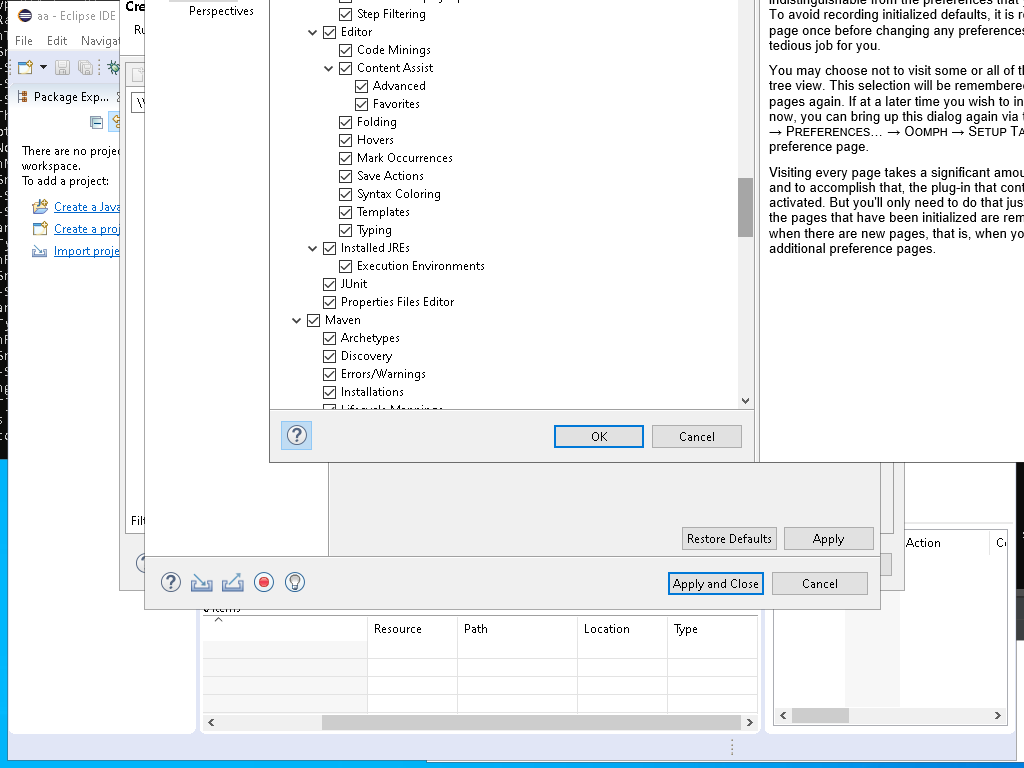 aa - Eclipse IDE
File Edit Navigat
Package Exp...
There are no proje
workspace.
To add a project:
Create a Java
Create a proj
Import proje
Cre
Ru
Perspectives
Step Filtering
Editor
Code Minings
Content Assist
Advanced
Favorites
Folding
Hovers
Mark Occurrences
Save Actions
Syntax Coloring
Templates
Typing
Installed JREs
Execution Environments
JUnit
Properties Files Editor
Maven
Archetypes
Discovery
Errors/Warnings
Installations
Lifecycle Mappings
OK Cancel
indistinguishable from the preferences that y
To avoid recording initialized defaults, it is r
page once before changing any preferences
tedious job for you.
You may choose not to visit some or all of th
tree view. This selection will be remembered
pages again. If at a later time you wish to in
now, you can bring up this dialog again via t
→ PREFERENCES... → OOMPH → SETUP TA
preference page.
Visiting every page takes a significant amou
and to accomplish that, the plug-in that cont
activated. But you'll only need to do that jus
the pages that have been initialized are rem
when there are new pages, that is, when yo
additional preference pages.
Filt
Restore Defaults Apply
Apply and Close Cancel
Action
items
Resource Path Location Type